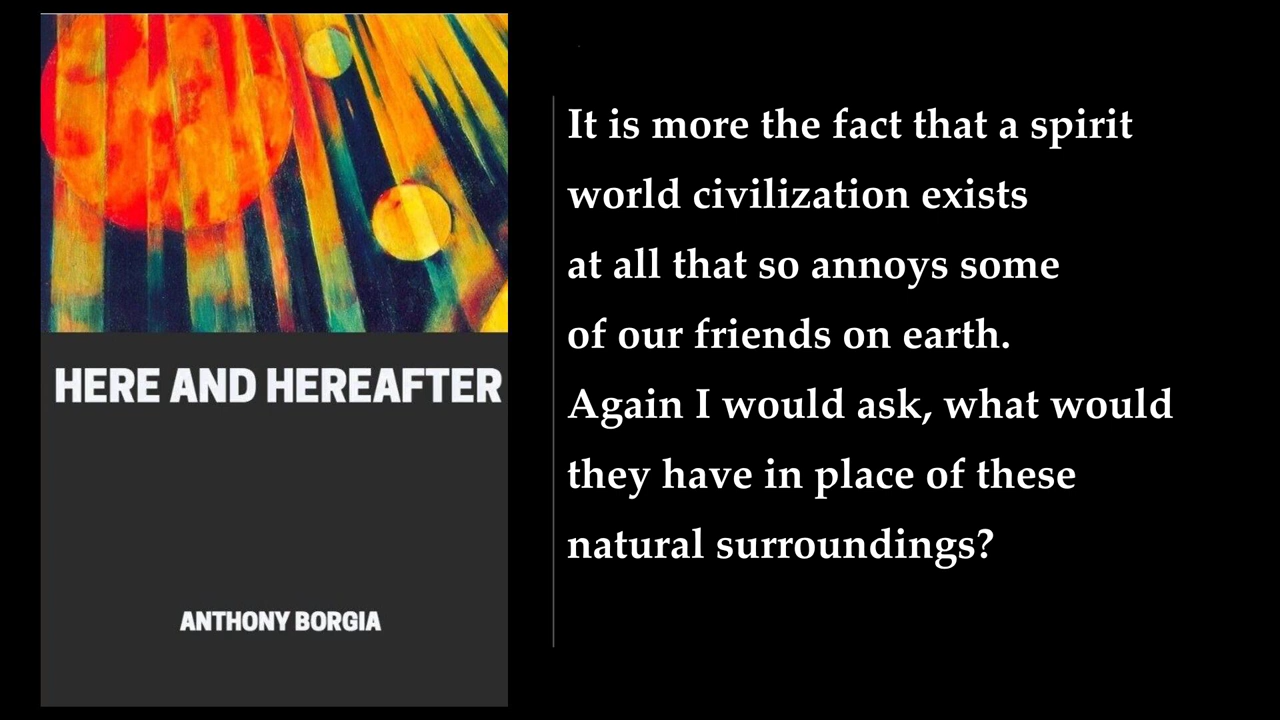 HERE AND HEREAFTER
ANTHONY BORGIA
It is more the fact that a spirit
world civilization exists
at all that so annoys some
of our friends on earth.
Again I would ask, what would
they have in place of these
natural surroundings?